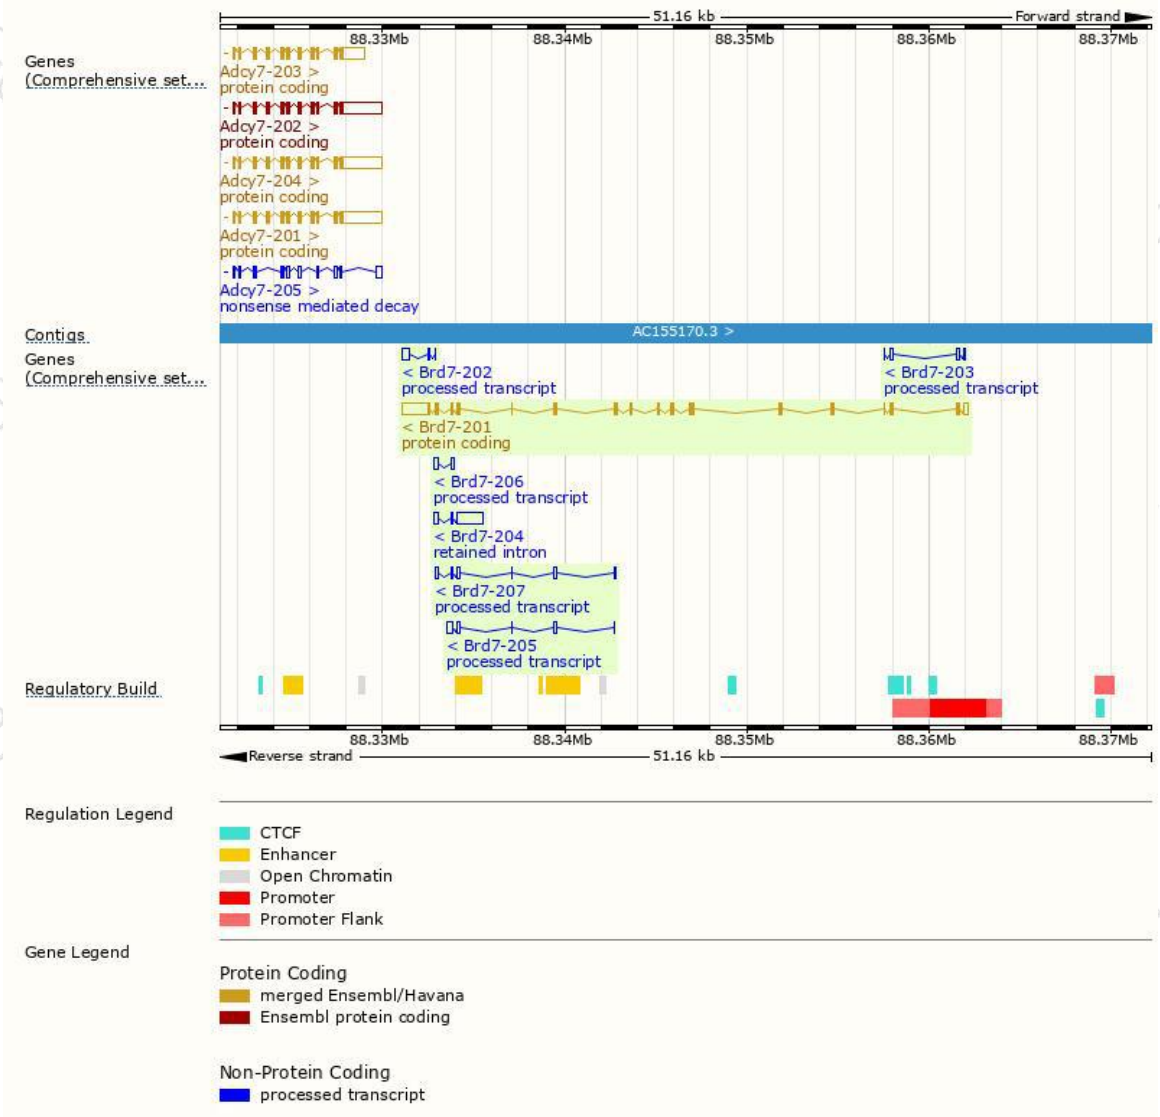 51.16 kb Forward strand
88.33Mb 88.34Mb 88.35Mb 88.36Mb 88.37Mb
Genes
(Comprehensive set...
Adcy7-203 >
protein coding
Adcy7-202 >
protein coding
Adcy7-204 >
protein coding
Adcy7-201 >
protein coding
Adcy7-205 >
nonsense mediated decay
Contigs AC155170.3 >
Genes
(Comprehensive set...
< Brd7-202 < Brd7-203
processed transcript processed transcript
< Brd7-201
protein coding
< Brd7-206
processed transcript
< Brd7-204
retained intron
< Brd7-207
processed transcript
< Brd7-205
processed transcript
Regulatory Build
88.33Mb 88.34Mb 88.35Mb 88.36Mb 88.37Mb
Reverse strand 51.16 kb
Regulation Legend
CTCF
Enhancer
Open Chromatin
Promoter
Promoter Flank
Gene Legend
Protein Coding
merged Ensembl/Havana
Ensembl protein coding
Non-Protein Coding
processed transcript